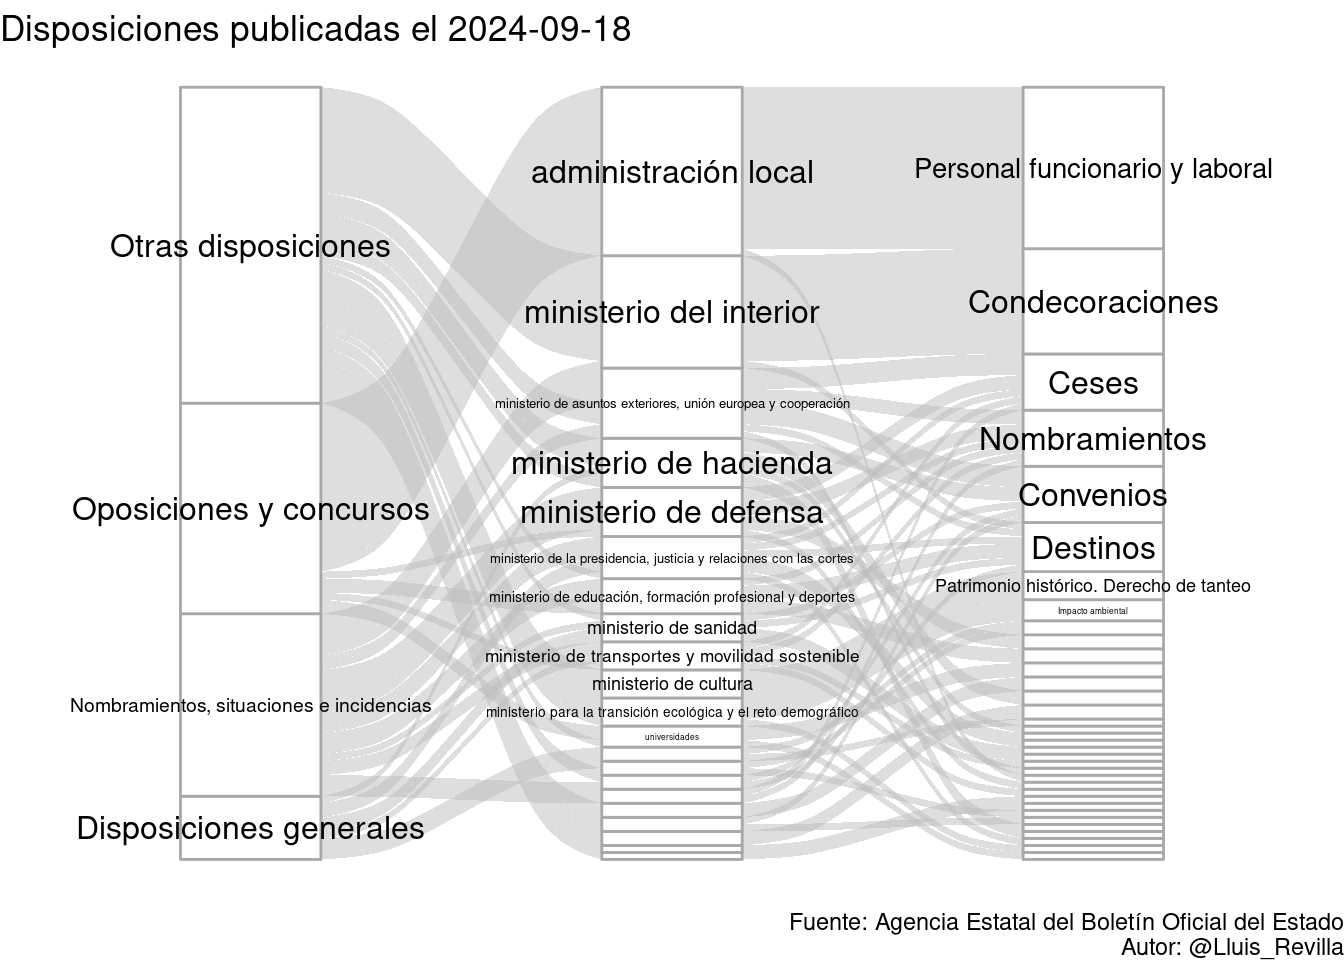 Disposiciones publicadas el 2024-09-18
Otras disposiciones
Oposiciones y concursos
Nombramientos, situaciones e incidencias
Disposiciones generales
administración local
ministerio del interior
ministerio de asuntos exteriores, unión europea y cooperación
ministerio de hacienda
ministerio de defensa
ministerio de la presidencia, justicia y relaciones con las cortes
ministerio de educación, formación profesional y deportes
ministerio de sanidad
ministerio de transportes y movilidad sostenible
ministerio de cultura
ministerio para la transición ecológica y el reto demográfico
universidades
Personal funcionario y laboral
Condecoraciones
Ceses
Nombramientos
Convenios
Destinos
Patrimonio histórico. Derecho de tanteo
Impacto ambiental
Fuente: Agencia Estatal del Boletín Oficial del Estado
Autor: @Lluis_Revilla